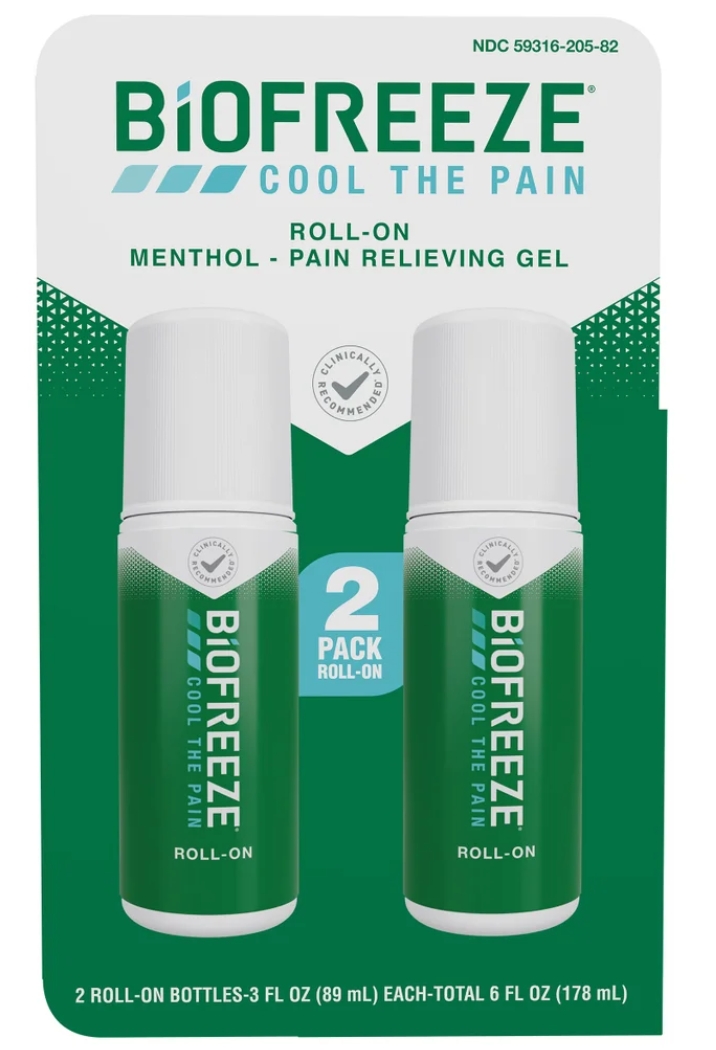 NDC 59316-205-82
BiOFREEZE®
COOL THE PAIN
ROLL-ON
MENTHOL - PAIN RELIEVING GEL
CLINICALLY
RECOMMENDED
CLINICALLY
RECOMMENDED
BiOFREEZE
COOL THE PAIN
ROLL-ON
2
PACK
ROLL-ON
CLINICALLY
RECOMMENDED
BiOFREEZE
COOL THE PAIN
ROLL-ON
2 ROLL-ON BOTTLES-3 FL OZ (89 mL) EACH-TOTAL 6 FL OZ (178 mL)